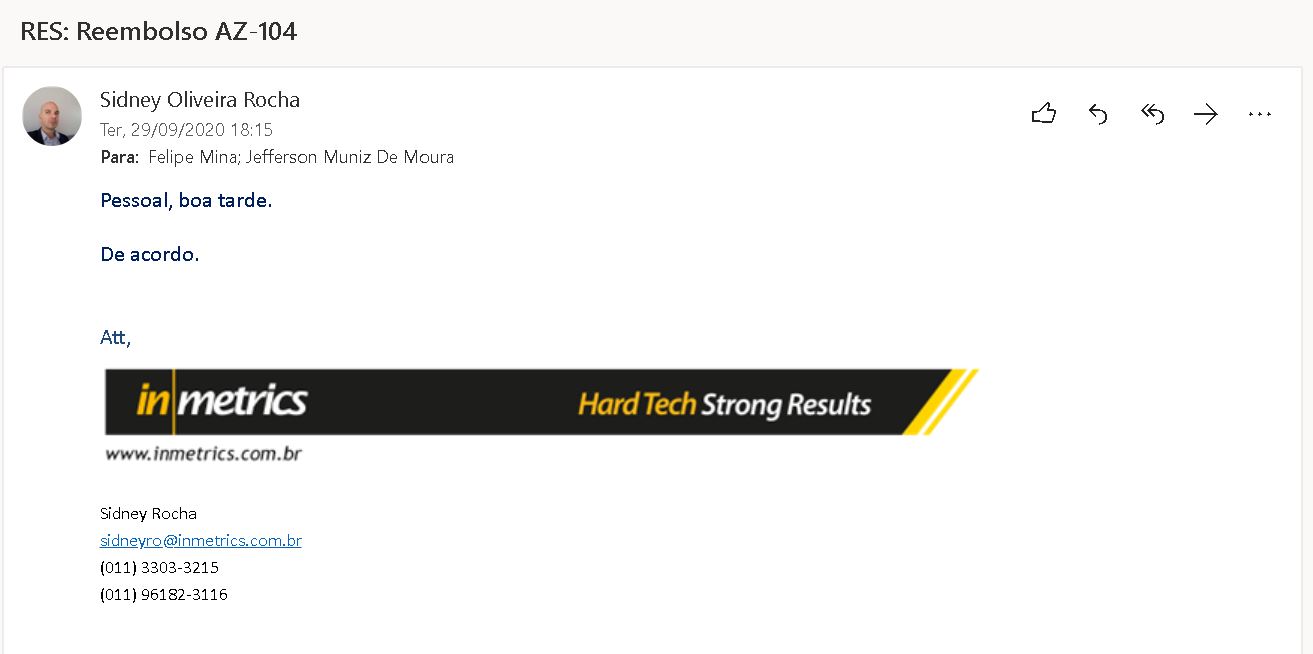 RES: Reembolso AZ-104
Sidney Oliveira Rocha
Ter, 29/09/2020 18:15
Para: Felipe Mina; Jefferson Muniz De Moura
Pessoal, boa tarde.
De acordo.
Att,
inmetrics Hard Tech Strong Results
www.inmetrics.com.br
Sidney Rocha
sidneyro@inmetrics.com.br
(011) 3303-3215
(011) 96182-3116